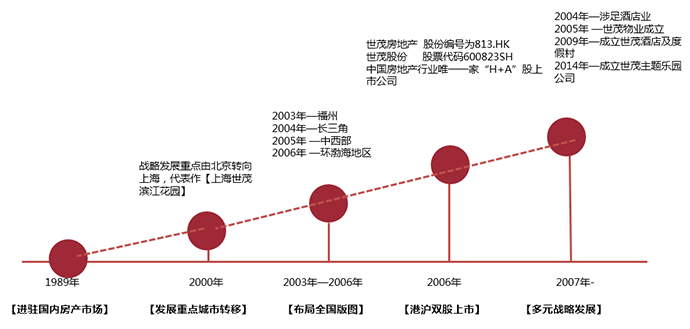 2004年—涉足酒店业
2005年 —世茂物业成立
2009年—成立世茂酒店及度
假村
2014年—成立世茂主题乐园
公司
世茂房地产 股份编号为813.HK
世茂股份 股票代码600823SH
中国房地产行业唯一一家“H+A”股上
市公司
2003年—福州
2004年—长三角
2005年 —中西部
2006年 —环渤海地区
战略发展重点由北京转向
上海，代表作【上海世茂
滨江花园】
1989年
2000年
2003年—2006年
2006年
2007年-
【进驻国内房产市场】
【发展重点城市转移】
【布局全国版图】
【港沪双股上市】
【多元战略发展】